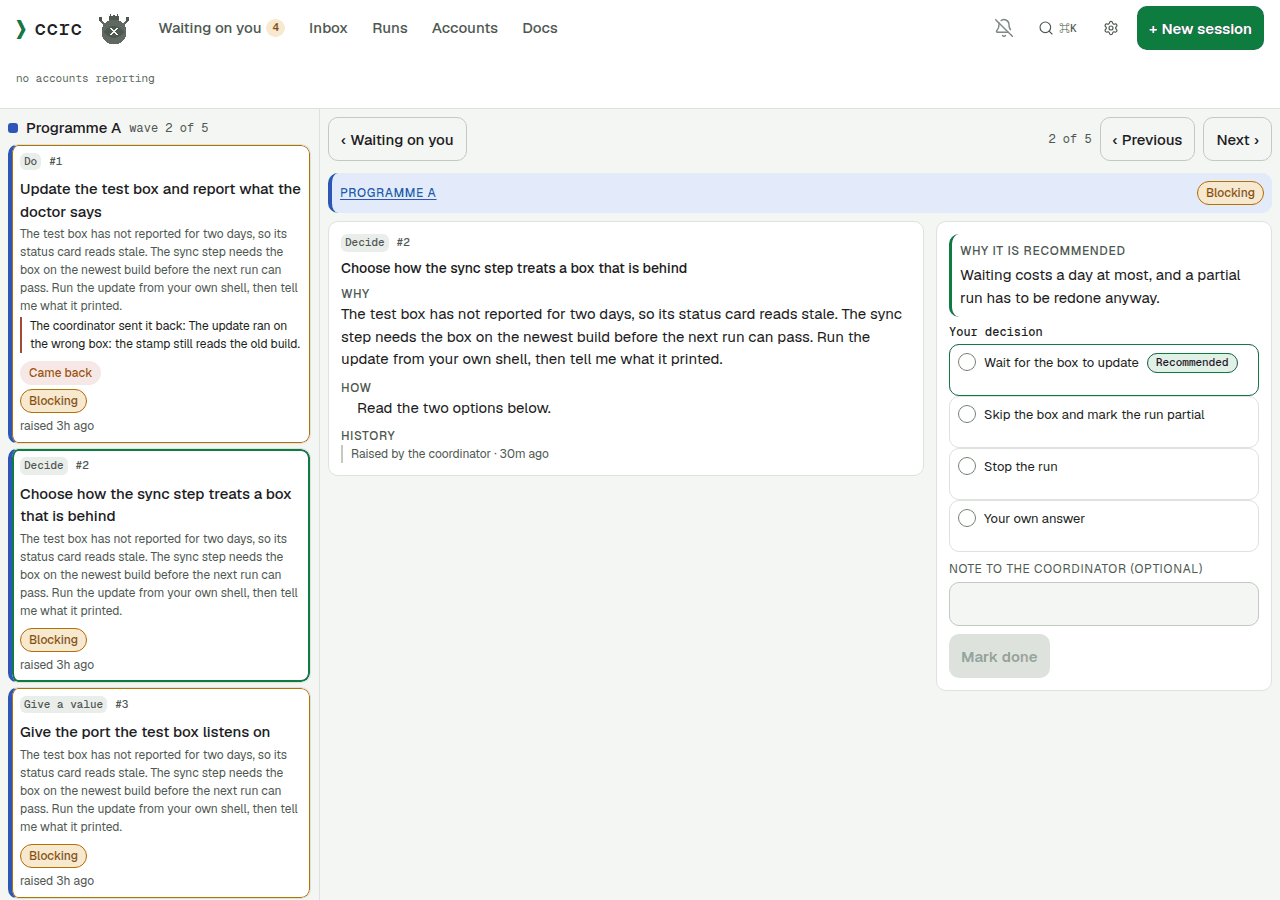 ❯ ccrc
Waiting on you 4
Inbox
Runs
Accounts
Docs
⌘K
+ New session
no accounts reporting
Programme A wave 2 of 5
Do #1
Update the test box and report what the
doctor says
The test box has not reported for two days, so its
status card reads stale. The sync step needs the
box on the newest build before the next run can
pass. Run the update from your own shell, then tell
me what it printed.
The coordinator sent it back: The update ran on
the wrong box: the stamp still reads the old build.
Came back
Blocking
raised 3h ago
Decide #2
Choose how the sync step treats a box
that is behind
The test box has not reported for two days, so its
status card reads stale. The sync step needs the
box on the newest build before the next run can
pass. Run the update from your own shell, then tell
me what it printed.
Blocking
raised 3h ago
Give a value #3
Give the port the test box listens on
The test box has not reported for two days, so its
status card reads stale. The sync step needs the
box on the newest build before the next run can
pass. Run the update from your own shell, then tell
me what it printed.
Blocking
raised 3h ago
‹ Waiting on you
2 of 5
‹ Previous
Next ›
PROGRAMME A
Blocking
Decide #2
Choose how the sync step treats a box that is behind
WHY
The test box has not reported for two days, so its status card reads stale. The sync
step needs the box on the newest build before the next run can pass. Run the
update from your own shell, then tell me what it printed.
HOW
Read the two options below.
HISTORY
Raised by the coordinator · 30m ago
WHY IT IS RECOMMENDED
Waiting costs a day at most, and a partial
run has to be redone anyway.
Your decision
Wait for the box to update Recommended
Skip the box and mark the run partial
Stop the run
Your own answer
NOTE TO THE COORDINATOR (OPTIONAL)
Mark done